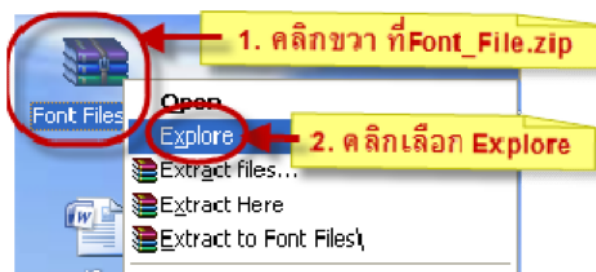 1. คลิกขวา ที่Font_File.zip
Font Files
Open
Explore
2. คลิกเลือก Explore
Extract files...
Extract Here
Extract to Font Files\